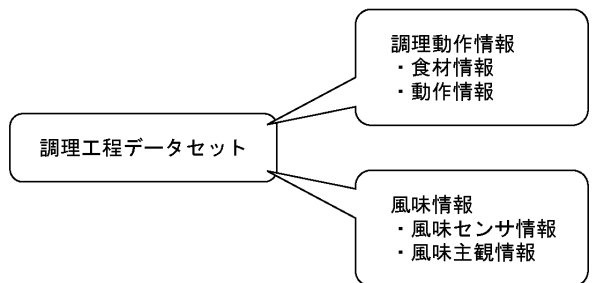 調理動作情報
・食材情報
・動作情報
調理工程データセット
風味情報
・風味センサ情報
・風味主観情報